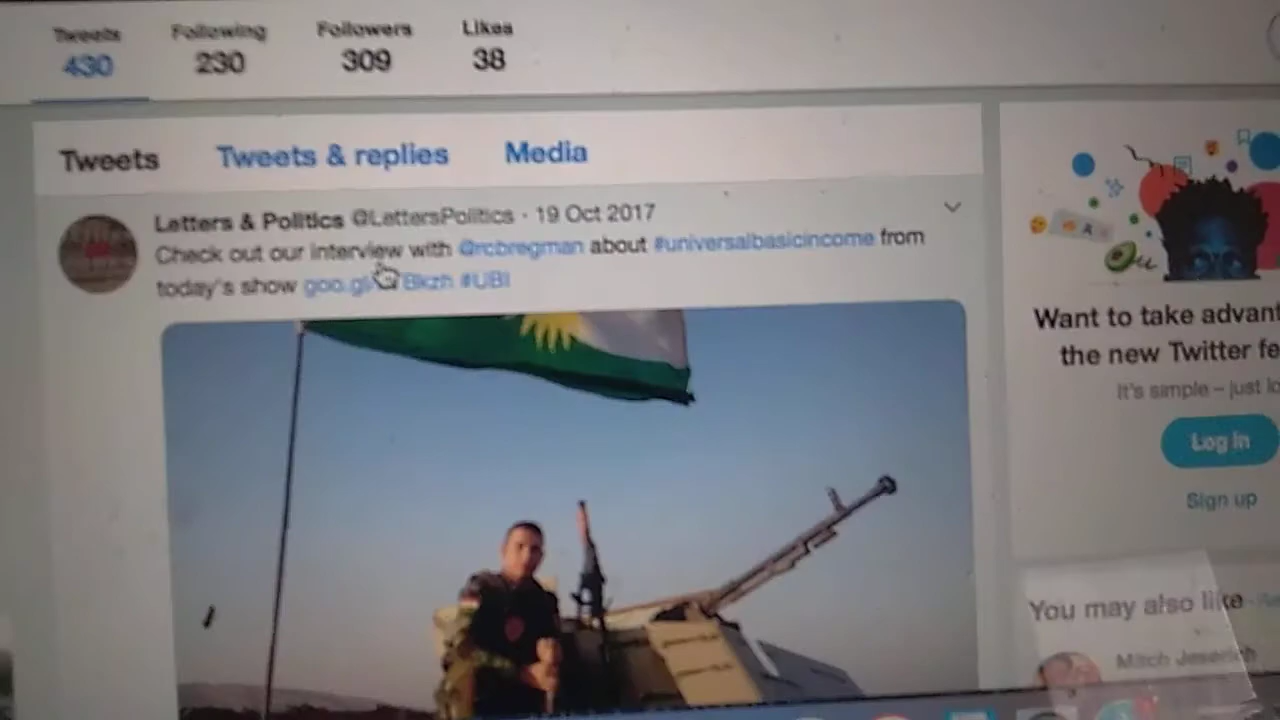 Tweets Following Followers Likes
430 230 309 38
Tweets Tweets & replies Media
Letters & Politics @LettersPolitics · 19 Oct 2017
Check out our interview with @rcbregman about #universalbasicincome from
today's show goo.gl Bkzh #UBI
Want to take advant
the new Twitter fe
It's simple – just lo
Log in
Sign up
You may also like
Mitch Jeserich